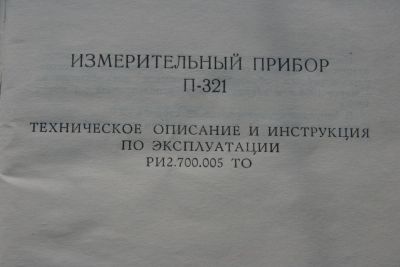 ИЗМЕРИТЕЛЬНЫЙ ПРИБОР
П-321
ТЕХНИЧЕСКОЕ ОПИСАНИЕ И ИНСТРУКЦИЯ
ПО ЭКСПЛУАТАЦИИ
РИ2.700.005 ТО